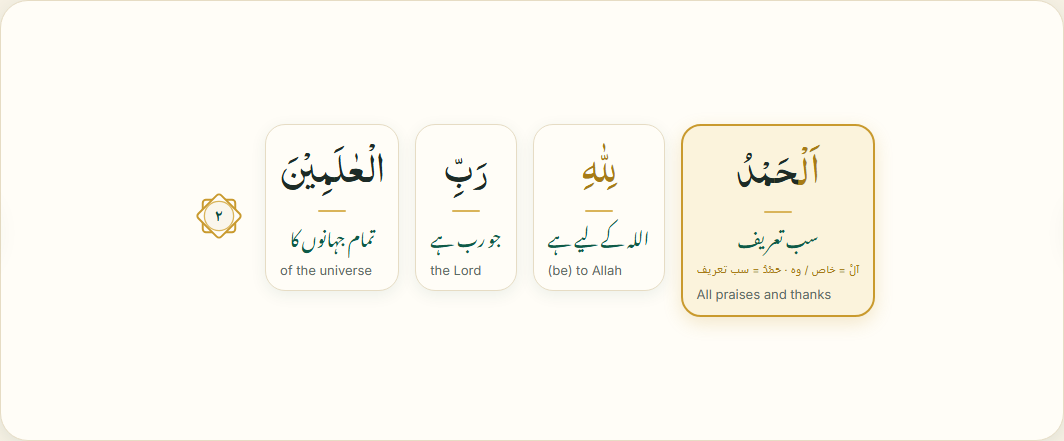 اَلْحَمْدُ
سب تعریف
اَلْ = خاص / وہ · حَمْدُ = سب تعریف
All praises and thanks
لِلّٰهِ
اللہ کے لیے ہے
(be) to Allah
رَبِّ
جو رب ہے
the Lord
الْعٰلَمِیْنَ
تمام جہانوں کا
of the universe
۲